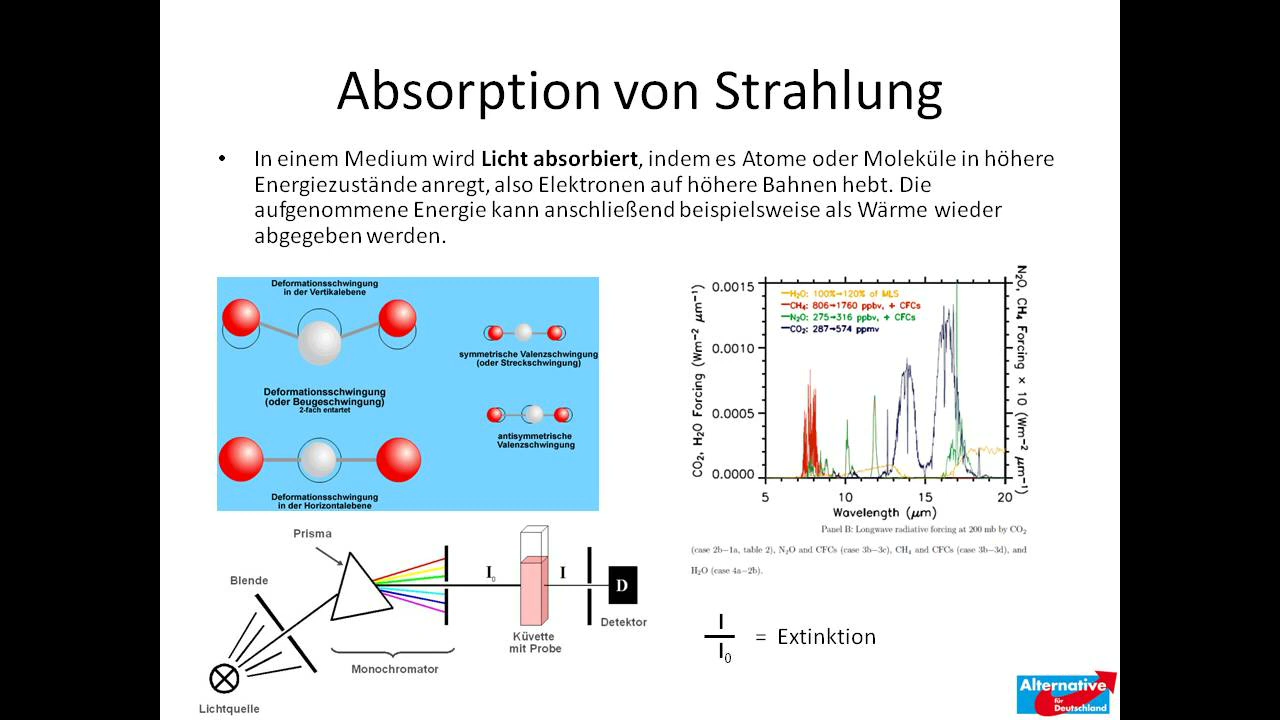 Absorption von Strahlung
• In einem Medium wird Licht absorbiert, indem es Atome oder Moleküle in höhere
Energiezustände anregt, also Elektronen auf höhere Bahnen hebt. Die
aufgenommene Energie kann anschließend beispielsweise als Wärme wieder
abgegeben werden.
Deformationsschwingung
in der Vertikalebene
symmetrische Valenzschwingung
(oder Streckschwingung)
Deformationsschwingung
(oder Beugeschwingung)
2-fach entartet
antisymmetrische
Valenzschwingung
Deformationsschwingung
in der Horizontalebene
CO2, H2O Forcing (Wm−2 μm−1)
N2O, CH4 Forcing × 10 (Wm−2 μm−1)
0.0015
0.0010
0.0005
0.0000
H2O: 100%→120% of MLS
CH4: 806→1760 ppbv, + CFCs
N2O: 275→316 ppbv, + CFCs
CO2: 287→574 ppmv
5 10 15 20
Wavelength (μm)
Panel B: Longwave radiative forcing at 200 mb by CO2
(case 2b−1a, table 2), N2O and CFCs (case 3b−3c), CH4 and CFCs (case 3b−3d), and
H2O (case 4a−2b).
Prisma
Blende
I0
I
D
Detektor
Küvette
mit Probe
Monochromator
Lichtquelle
I
I0
= Extinktion
Alternative
für
Deutschland